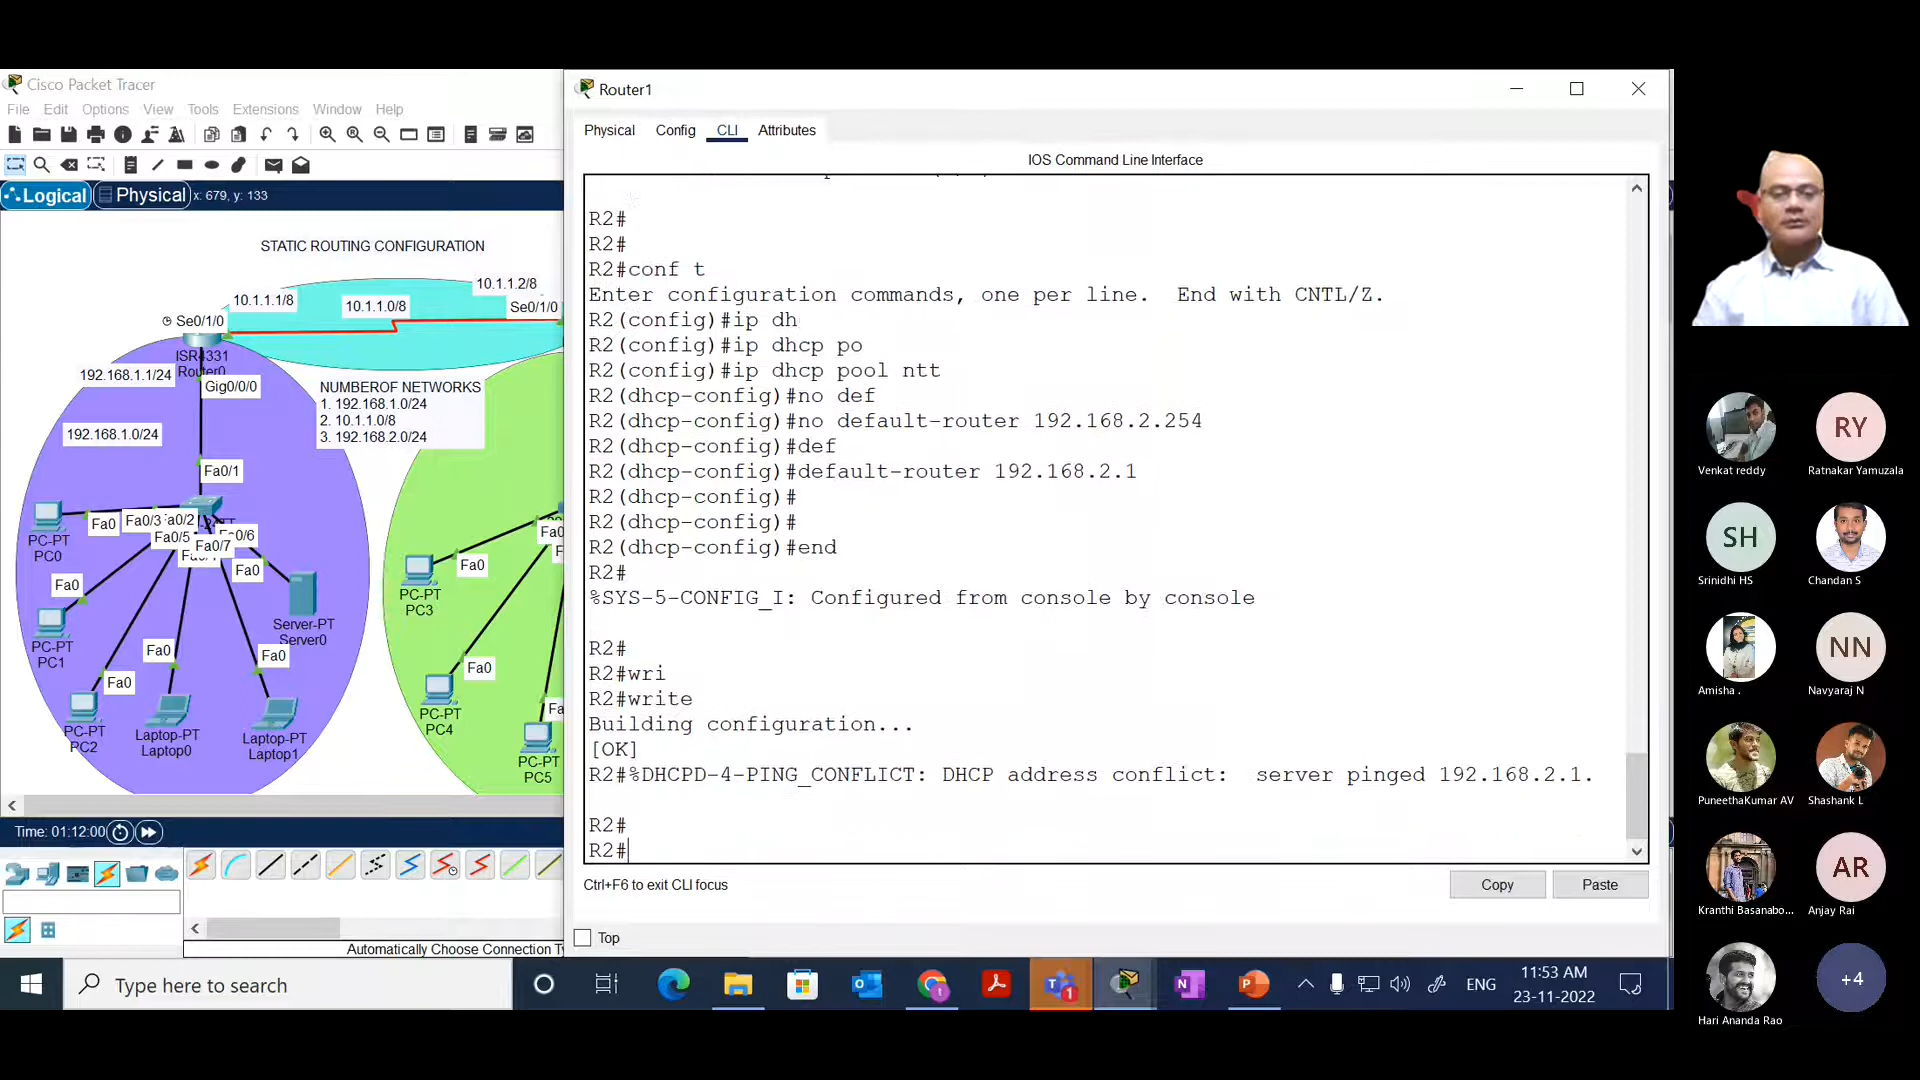 Cisco Packet Tracer
File Edit Options View Tools Extensions Window Help
Logical Physical x: 679, y: 133
STATIC ROUTING CONFIGURATION
10.1.1.2/8
10.1.1.1/8
10.1.1.0/8
Se0/1/0
Se0/1/0
ISR4331
Router0
192.168.1.1/24
Gig0/0/0
NUMBEROF NETWORKS
1. 192.168.1.0/24
2. 10.1.1.0/8
3. 192.168.2.0/24
192.168.1.0/24
Fa0/1
PC-PT
PC0
Fa0
Fa0/3
Fa0/5
Fa0/7
Fa0
Fa0
PC-PT
PC1
Server-PT
Server0
Fa0
Fa0
Fa0
PC-PT
PC2
Laptop-PT
Laptop0
Laptop-PT
Laptop1
PC-PT
PC3
Fa0
Fa0
PC-PT
PC4
PC-PT
PC5
Time: 01:12:00
Automatically Choose Connection Ty
Router1
Physical Config CLI Attributes
IOS Command Line Interface
R2#
R2#
R2#conf t
Enter configuration commands, one per line. End with CNTL/Z.
R2(config)#ip dh
R2(config)#ip dhcp po
R2(config)#ip dhcp pool ntt
R2(dhcp-config)#no def
R2(dhcp-config)#no default-router 192.168.2.254
R2(dhcp-config)#def
R2(dhcp-config)#default-router 192.168.2.1
R2(dhcp-config)#
R2(dhcp-config)#
R2(dhcp-config)#end
R2#
%SYS-5-CONFIG_I: Configured from console by console
R2#
R2#wri
R2#write
Building configuration...
[OK]
R2#%DHCPD-4-PING_CONFLICT: DHCP address conflict: server pinged 192.168.2.1.
R2#
R2#
Ctrl+F6 to exit CLI focus
Copy Paste
Top
Type here to search
ENG
11:53 AM
23-11-2022
Venkat reddy
RY
Ratnakar Yamuzala
SH
Srinidhi HS
Chandan S
Amisha .
NN
Navyaraj N
PuneethaKumar AV
Shashank L
Kranthi Basanabo...
AR
Anjay Rai
Hari Ananda Rao
+4